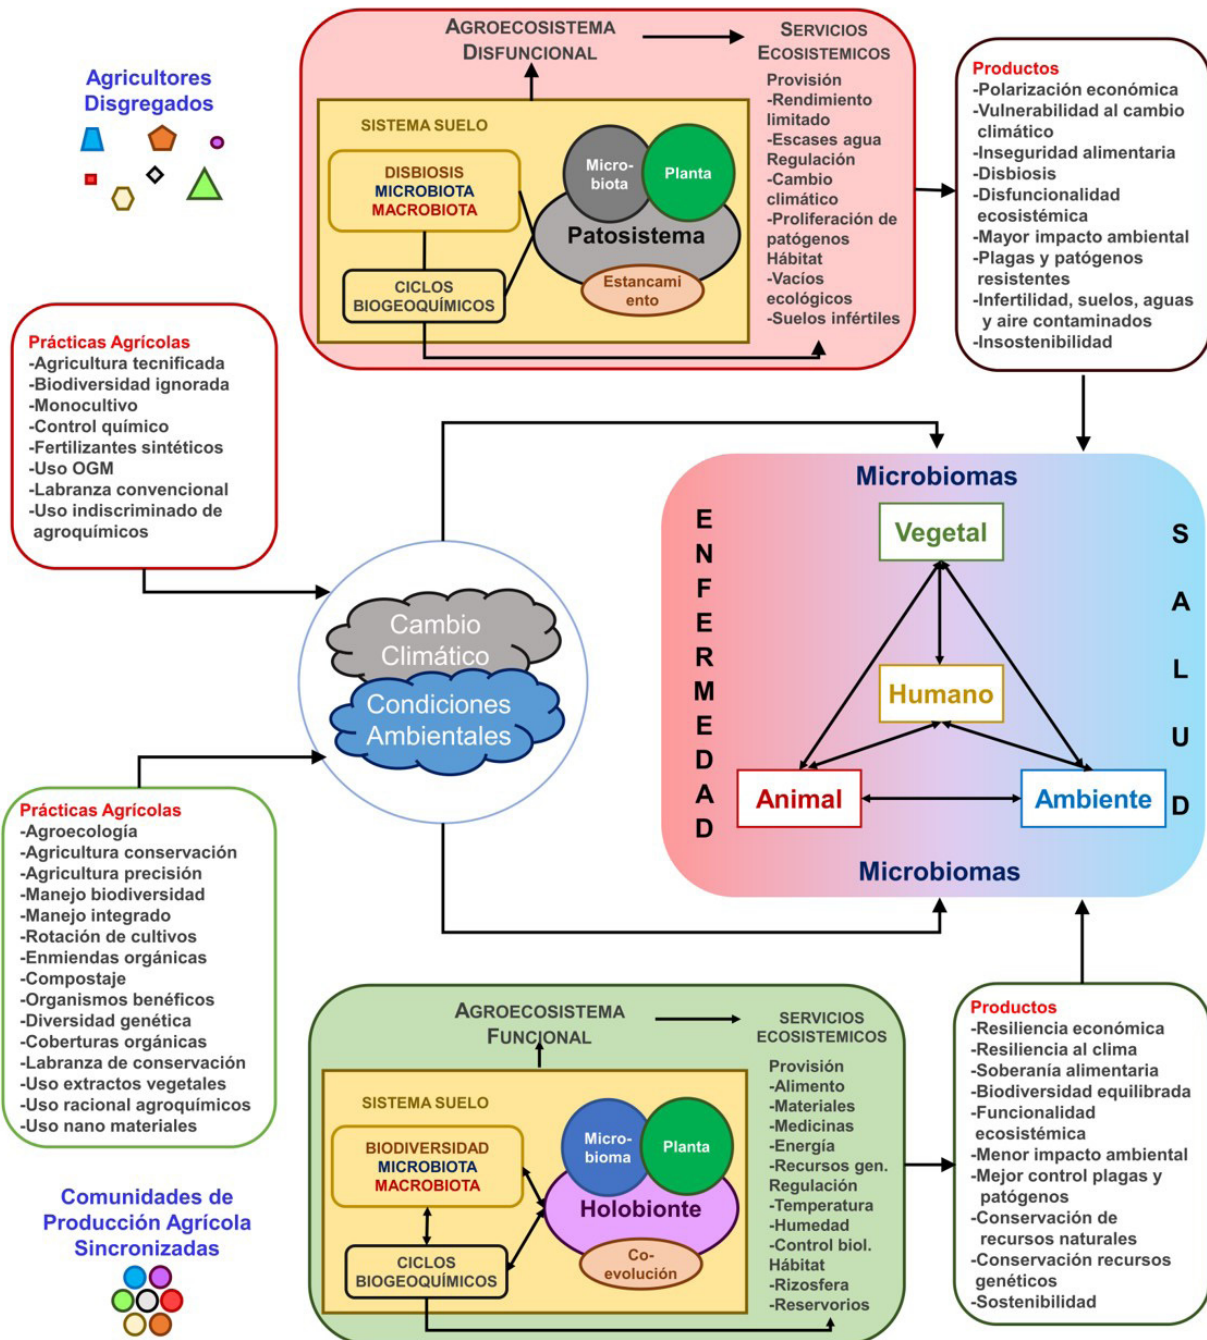 Agricultores
Disgregados
AGROECOSISTEMA
DISFUNCIONAL
SERVICIOS
ECOSISTEMICOS
SISTEMA SUELO
DISBIOSIS
MICROBIOTA
MACROBIOTA
CICLOS
BIOGEOQUÍMICOS
Micro-
biota
Planta
Patosistema
Estancami
ento
Provisión
-Rendimiento
limitado
-Escases agua
Regulación
-Cambio
climático
-Proliferación de
patógenos
Hábitat
-Vacíos
ecológicos
-Suelos infértiles
Productos
-Polarización económica
-Vulnerabilidad al cambio
climático
-Inseguridad alimentaria
-Disbiosis
-Disfuncionalidad
ecosistémica
-Mayor impacto ambiental
-Plagas y patógenos
resistentes
-Infertilidad, suelos, aguas
y aire contaminados
-Insostenibilidad
Prácticas Agrícolas
-Agricultura tecnificada
-Biodiversidad ignorada
-Monocultivo
-Control químico
-Fertilizantes sintéticos
-Uso OGM
-Labranza convencional
-Uso indiscriminado de
agroquímicos
Cambio
Climático
Condiciones
Ambientales
Microbiomas
ENFERMEDAD
Vegetal
Humano
Animal
Ambiente
SALUD
Microbiomas
Prácticas Agrícolas
-Agroecología
-Agricultura conservación
-Agricultura precisión
-Manejo biodiversidad
-Manejo integrado
-Rotación de cultivos
-Enmiendas orgánicas
-Compostaje
-Organismos benéficos
-Diversidad genética
-Coberturas orgánicas
-Labranza de conservación
-Uso extractos vegetales
-Uso racional agroquímicos
-Uso nano materiales
Comunidades de
Producción Agrícola
Sincronizadas
AGROECOSISTEMA
FUNCIONAL
SERVICIOS
ECOSISTEMICOS
SISTEMA SUELO
BIODIVERSIDAD
MICROBIOTA
MACROBIOTA
CICLOS
BIOGEOQUÍMICOS
Micro-
bioma
Planta
Holobionte
Co-
evolución
Provisión
-Alimento
-Materiales
-Medicinas
-Energía
-Recursos gen.
Regulación
-Temperatura
-Humedad
-Control biol.
Hábitat
-Rizosfera
-Reservorios
Productos
-Resiliencia económica
-Resiliencia al clima
-Soberanía alimentaria
-Biodiversidad equilibrada
-Funcionalidad
ecosistémica
-Menor impacto ambiental
-Mejor control plagas y
patógenos
-Conservación de
recursos naturales
-Conservación recursos
genéticos
-Sostenibilidad